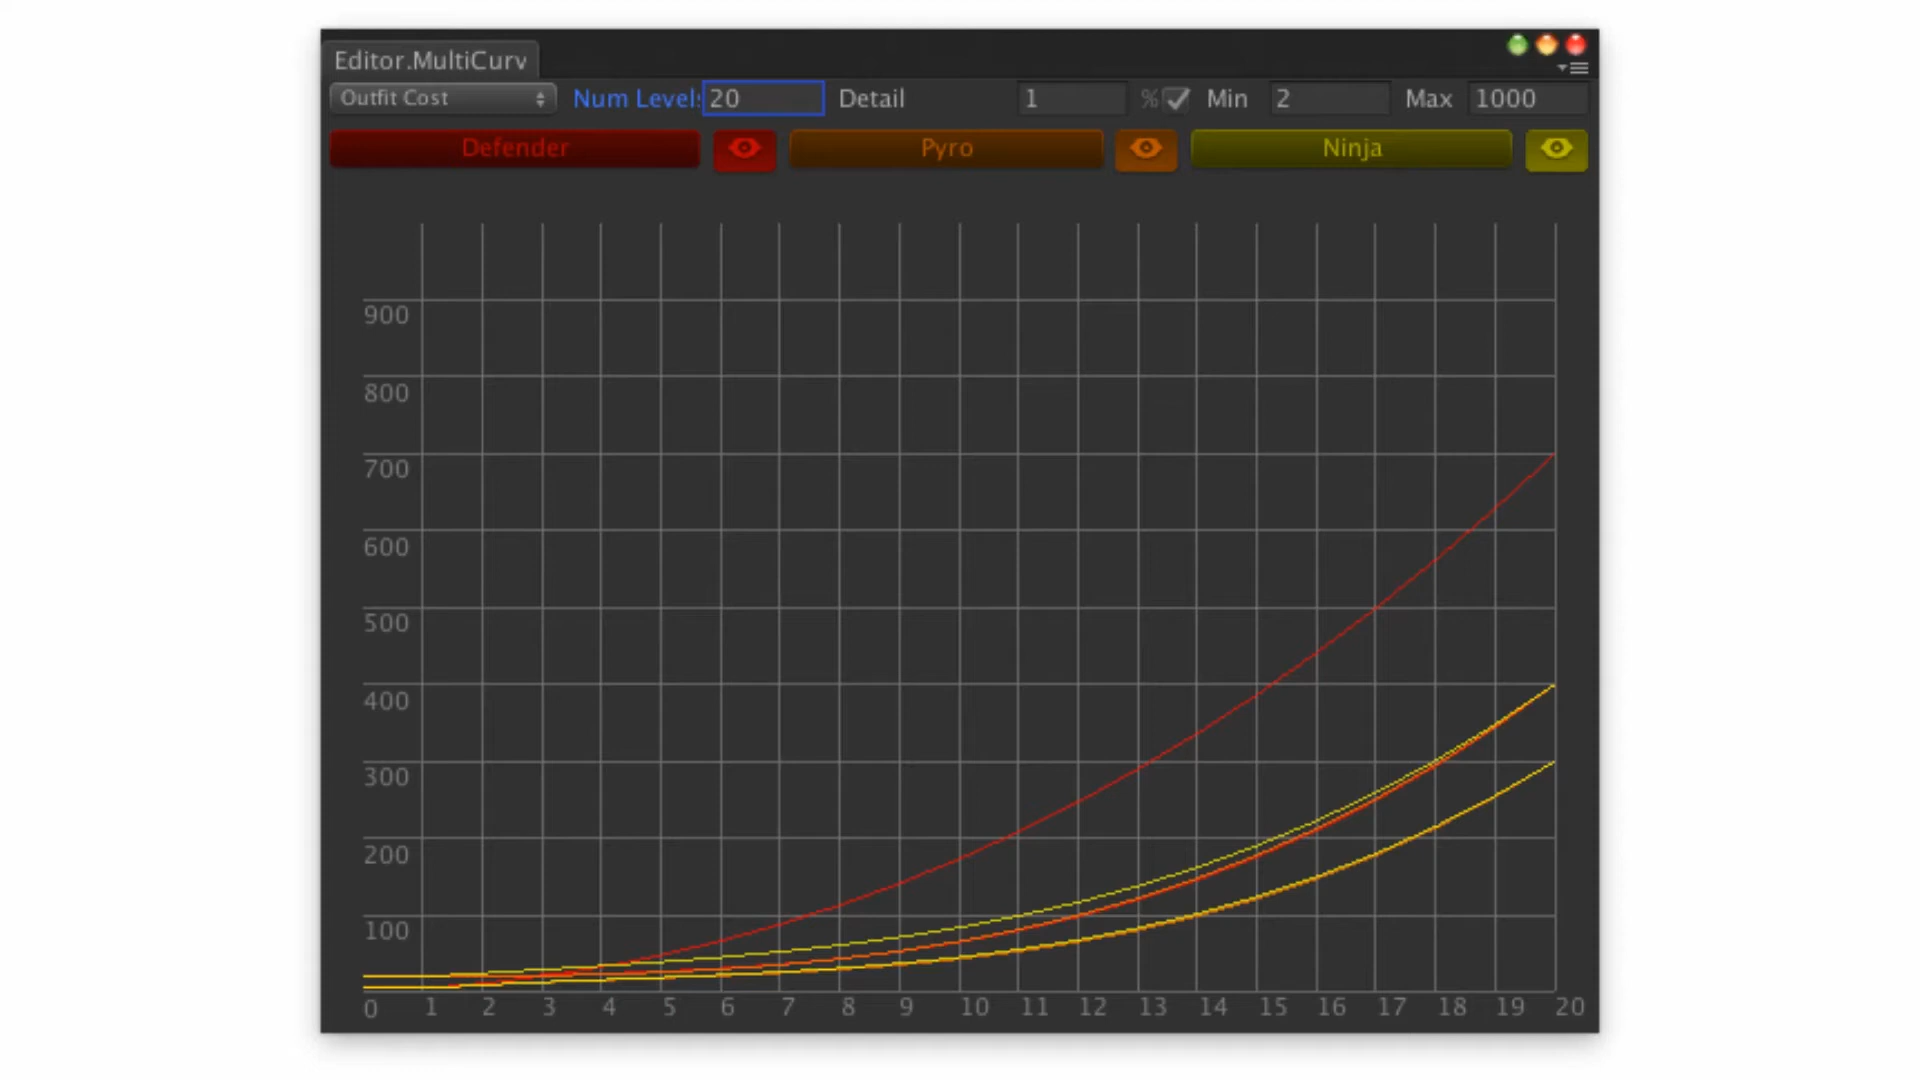 Editor.MultiCurv
Outfit Cost Num Level: 20 Detail 1 % Min 2 Max 1000
Defender Pyro Ninja
900
800
700
600
500
400
300
200
100
0 1 2 3 4 5 6 7 8 9 10 11 12 13 14 15 16 17 18 19 20